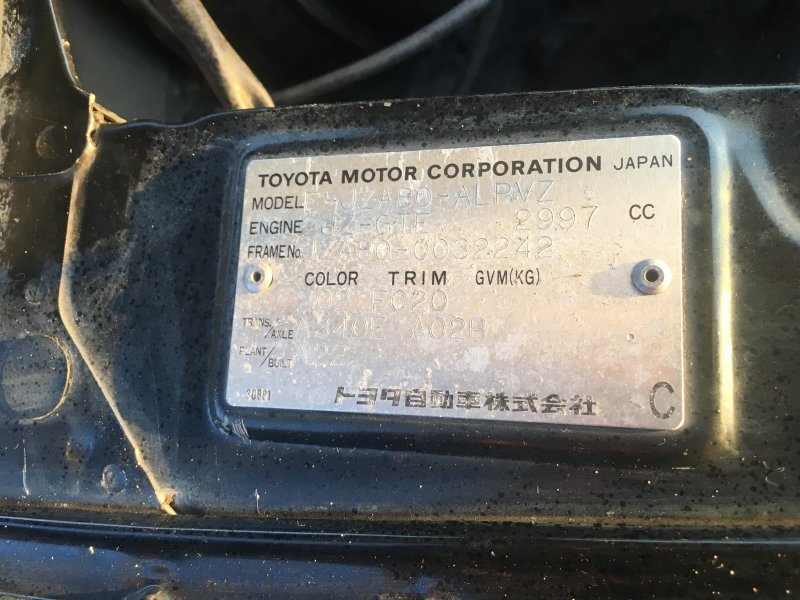 TOYOTA MOTOR CORPORATION JAPAN
MODEL E-JZA80-ALPVZ
ENGINE 2JZ-GTE 2997 CC
FRAME No. JZA80-0032242
COLOR TRIM GVM(KG)
202 F020
TRANS./AXLE A340E A02B
PLANT/BUILT A22
トヨタ自動車株式会社 C